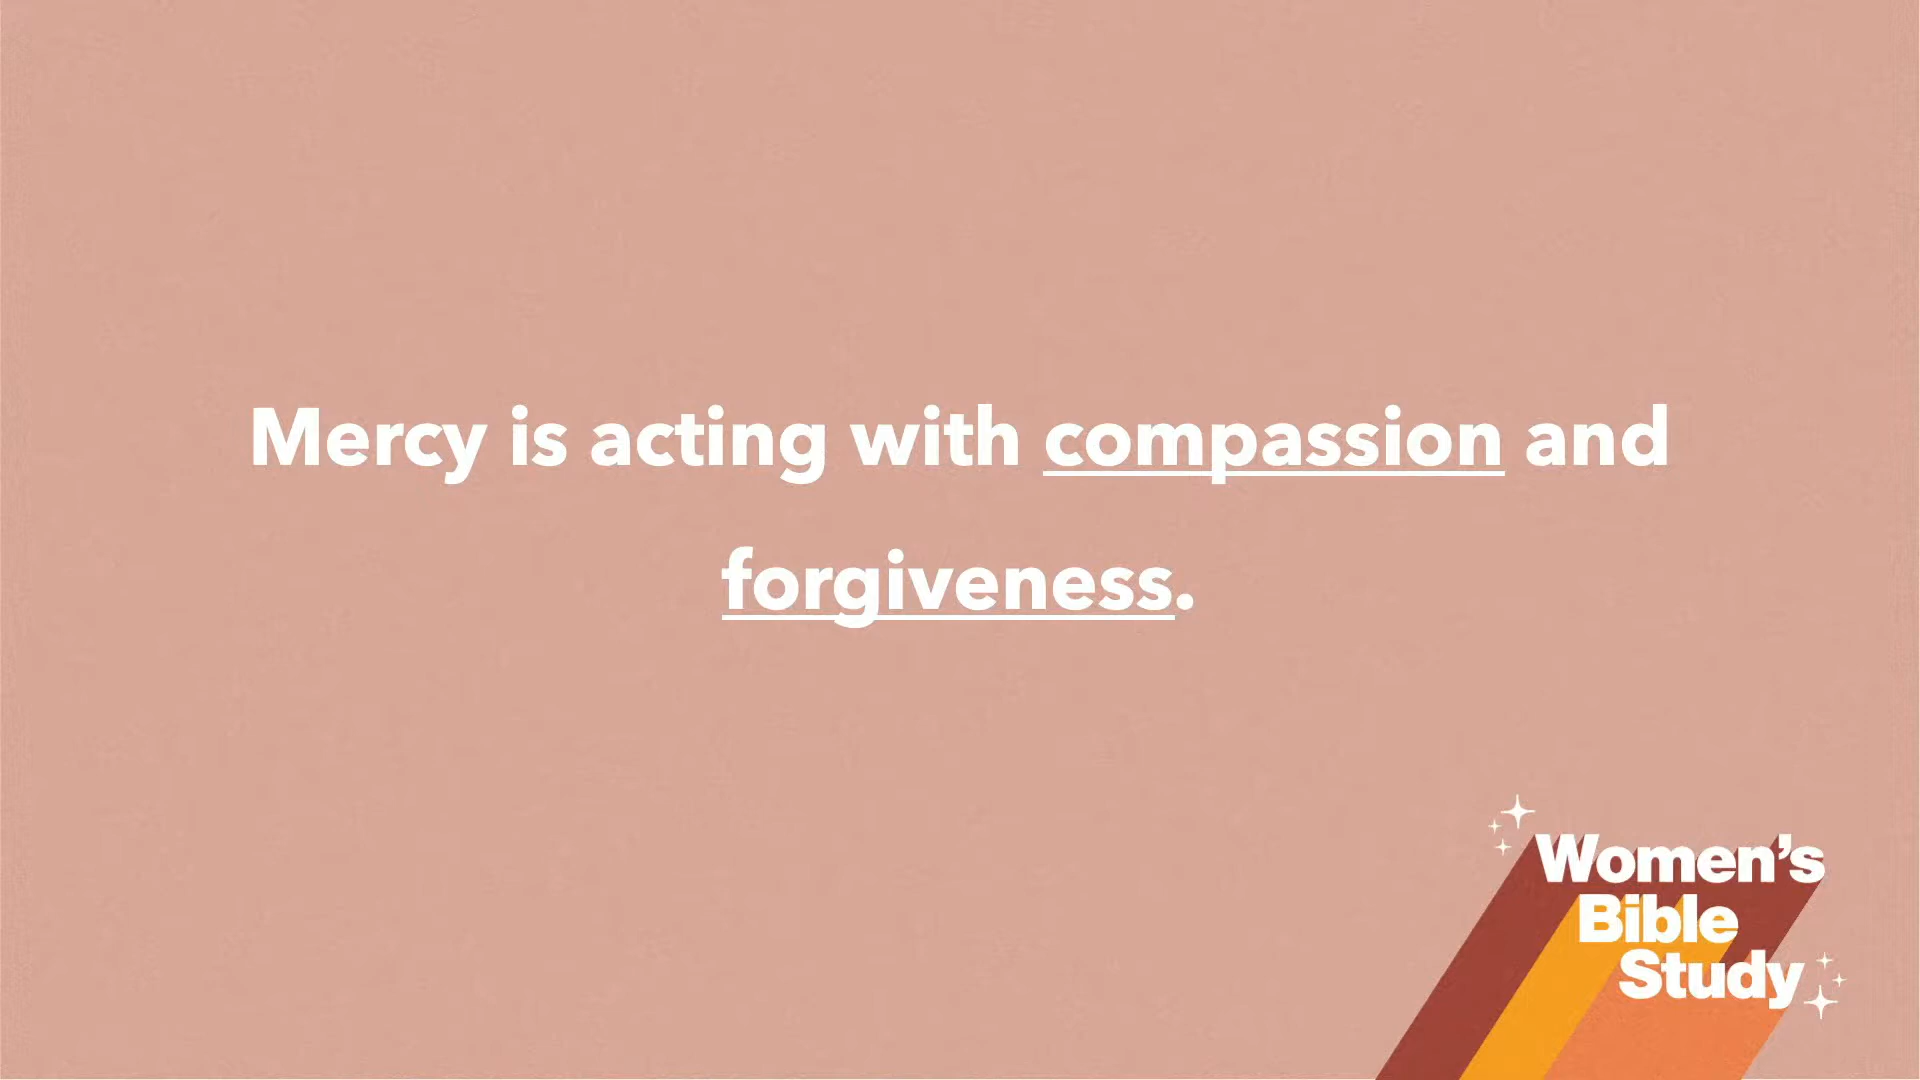 Mercy is acting with compassion and
forgiveness.
Women's
Bible
Study